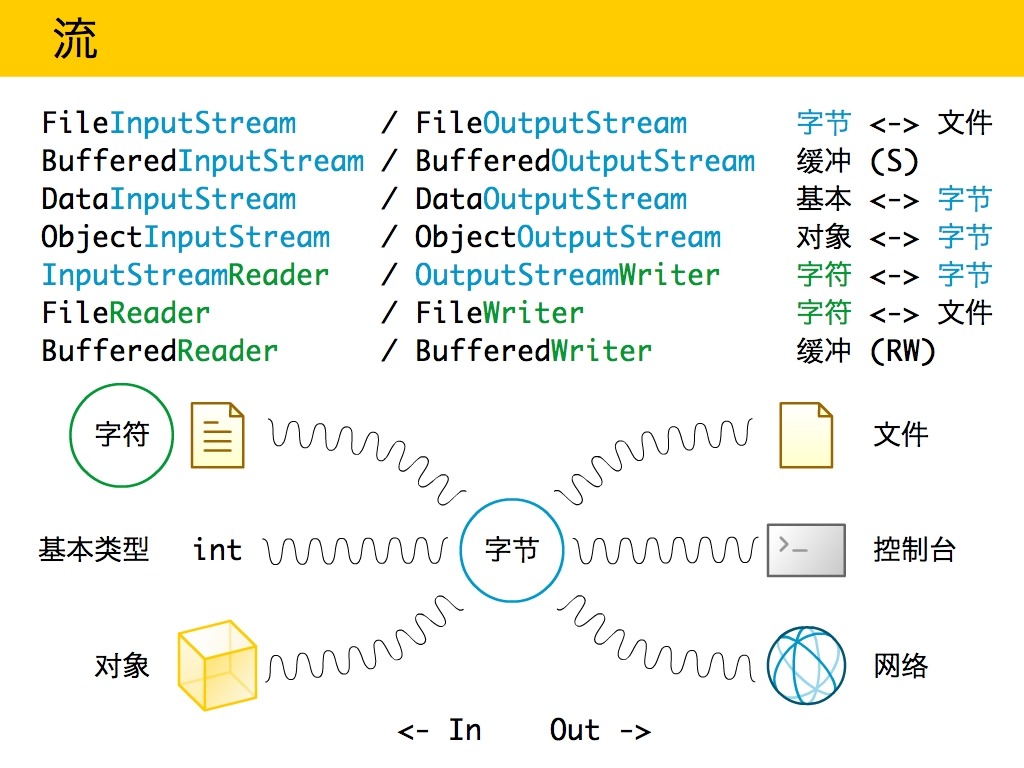 流
FileInputStream / FileOutputStream 字节 <-> 文件
BufferedInputStream / BufferedOutputStream 缓冲 (S)
DataInputStream / DataOutputStream 基本 <-> 字节
ObjectInputStream / ObjectOutputStream 对象 <-> 字节
InputStreamReader / OutputStreamWriter 字符 <-> 字节
FileReader / FileWriter 字符 <-> 文件
BufferedReader / BufferedWriter 缓冲 (RW)
字符 文件
基本类型 int 字节 >_ 控制台
对象 网络
<- In Out ->